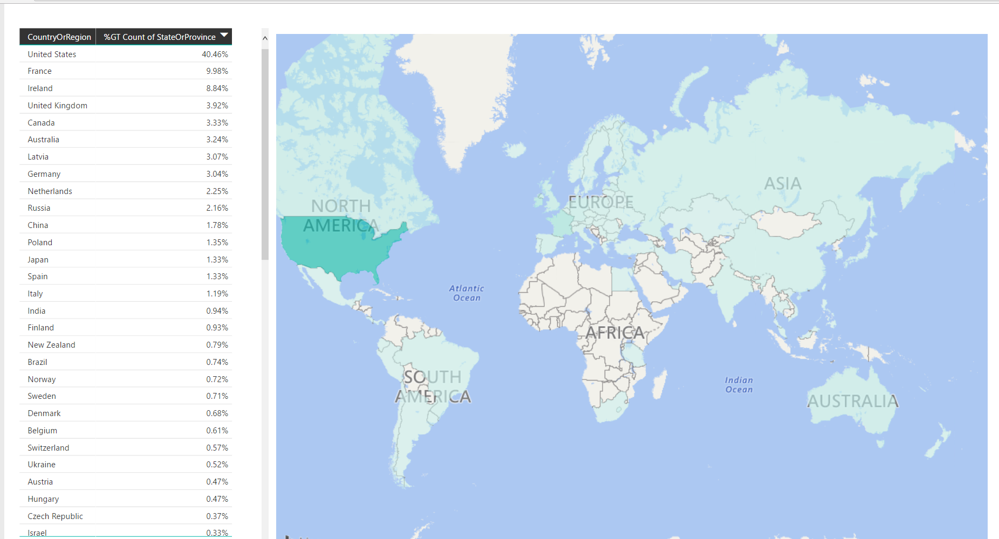 CountryOrRegion %GT Count of StateOrProvince
United States 40.46%
France 9.98%
Ireland 8.84%
United Kingdom 3.92%
Canada 3.33%
Australia 3.24%
Latvia 3.07%
Germany 3.04%
Netherlands 2.25%
Russia 2.16%
China 1.78%
Poland 1.35%
Japan 1.33%
Spain 1.33%
Italy 1.19%
India 0.94%
Finland 0.93%
New Zealand 0.79%
Brazil 0.74%
Norway 0.72%
Sweden 0.71%
Denmark 0.68%
Belgium 0.61%
Switzerland 0.57%
Ukraine 0.52%
Austria 0.47%
Hungary 0.47%
Czech Republic 0.37%
Israel 0.33%
NORTH
AMERICA
EUROPE
ASIA
Atlantic
Ocean
AFRICA
SOUTH
AMERICA
Indian
Ocean
AUSTRALIA